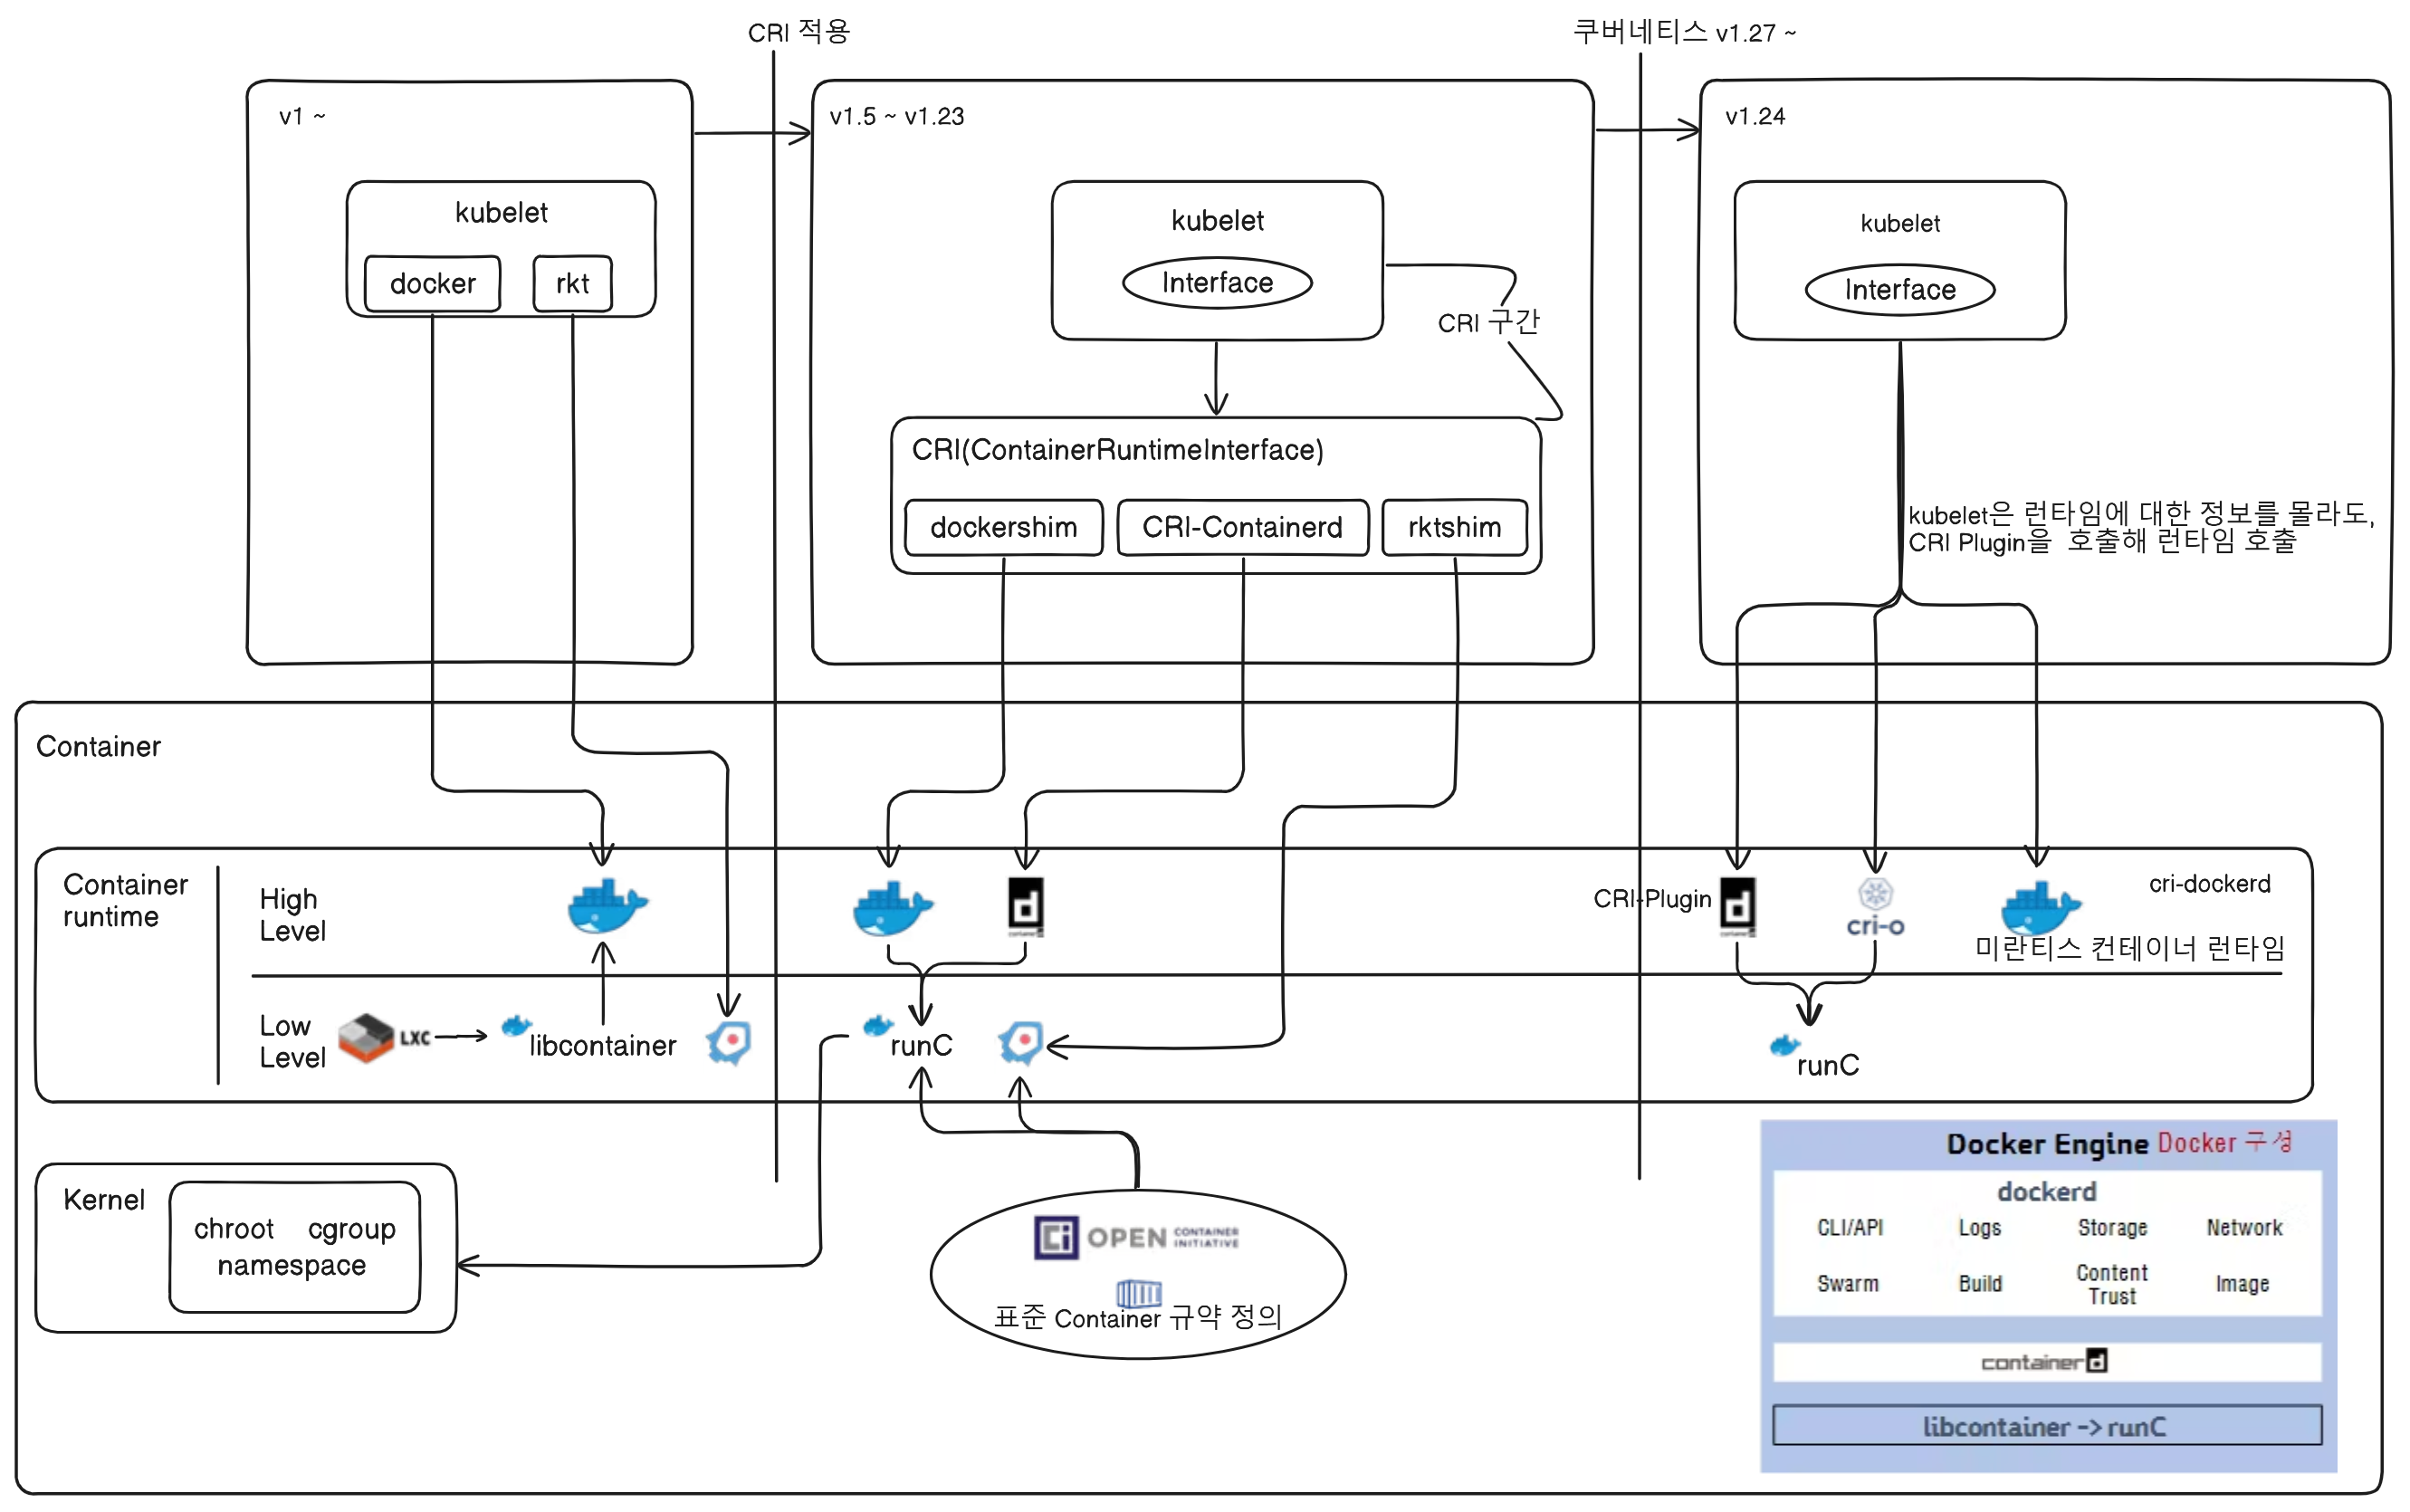 CRI 적용
쿠버네티스 v1.27 ~
v1 ~
kubelet
docker
rkt
v1.5 ~ v1.23
kubelet
Interface
CRI 구간
CRI(ContainerRuntimeInterface)
dockershim
CRI-Containerd
rktshim
v1.24
kubelet
Interface
kubelet은 런타임에 대한 정보를 몰라도,
CRI Plugin을 호출해 런타임 호출
Container
Container
runtime
High
Level
CRI-Plugin
cri-o
cri-dockerd
미란티스 컨테이너 런타임
Low
Level
LXC
libcontainer
runC
runC
Kernel
chroot cgroup
namespace
OPEN CONTAINER
INITIATIVE
표준 Container 규약 정의
Docker Engine Docker 구성
dockerd
CLI/API Logs Storage Network
Swarm Build Content
Trust Image
containerd
libcontainer -> runC